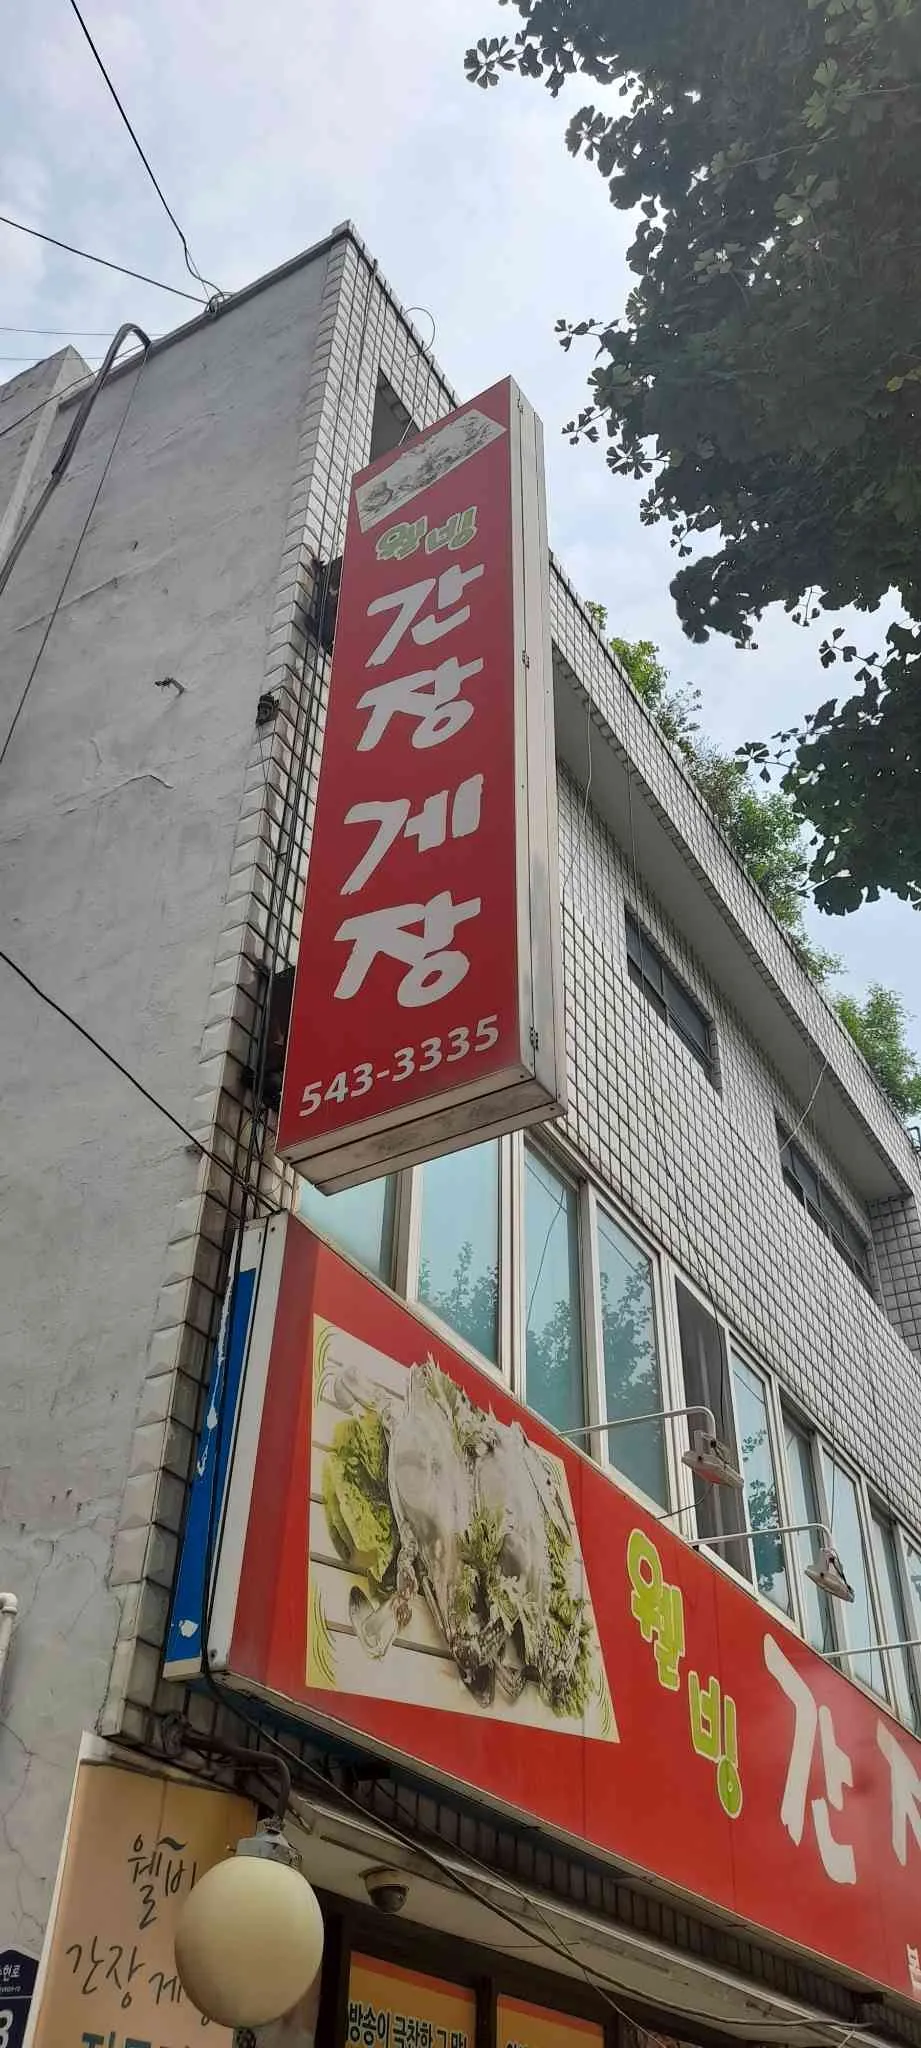 웰빙
간장
게장
543-3335
웰빙
간
웰비
간장 게
방송이 극찬한 그 맛!